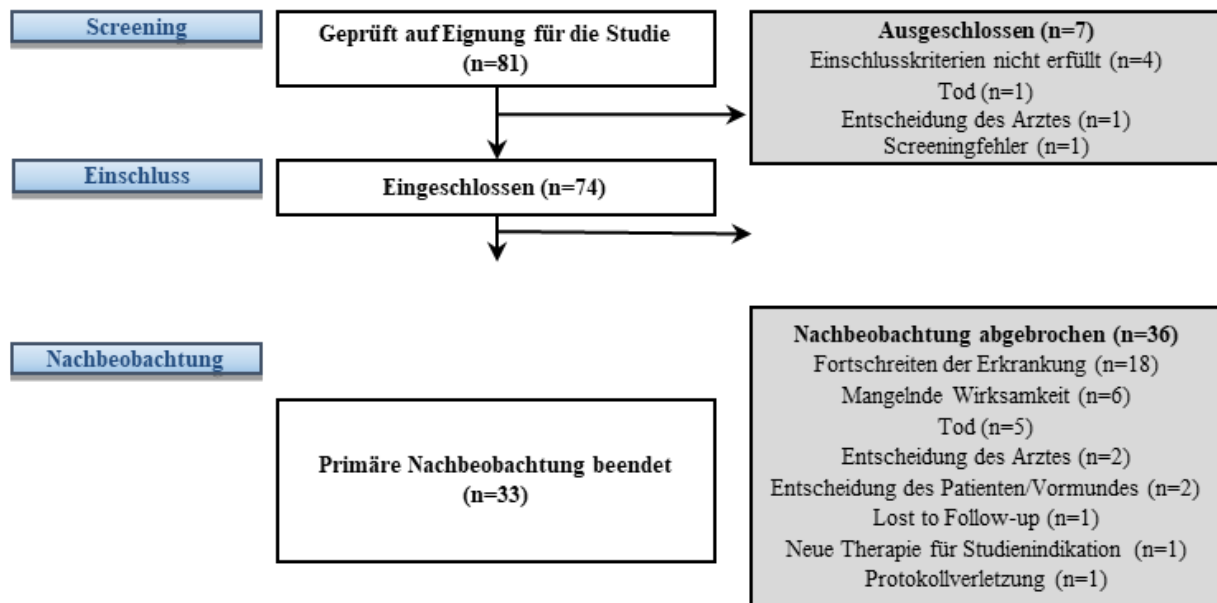 Screening
Geprüft auf Eignung für die Studie
(n=81)
Ausgeschlossen (n=7)
Einschlusskriterien nicht erfüllt (n=4)
Tod (n=1)
Entscheidung des Arztes (n=1)
Screeningfehler (n=1)
Einschluss
Eingeschlossen (n=74)
Nachbeobachtung
Primäre Nachbeobachtung beendet
(n=33)
Nachbeobachtung abgebrochen (n=36)
Fortschreiten der Erkrankung (n=18)
Mangelnde Wirksamkeit (n=6)
Tod (n=5)
Entscheidung des Arztes (n=2)
Entscheidung des Patienten/Vormundes (n=2)
Lost to Follow-up (n=1)
Neue Therapie für Studienindikation (n=1)
Protokollverletzung (n=1)